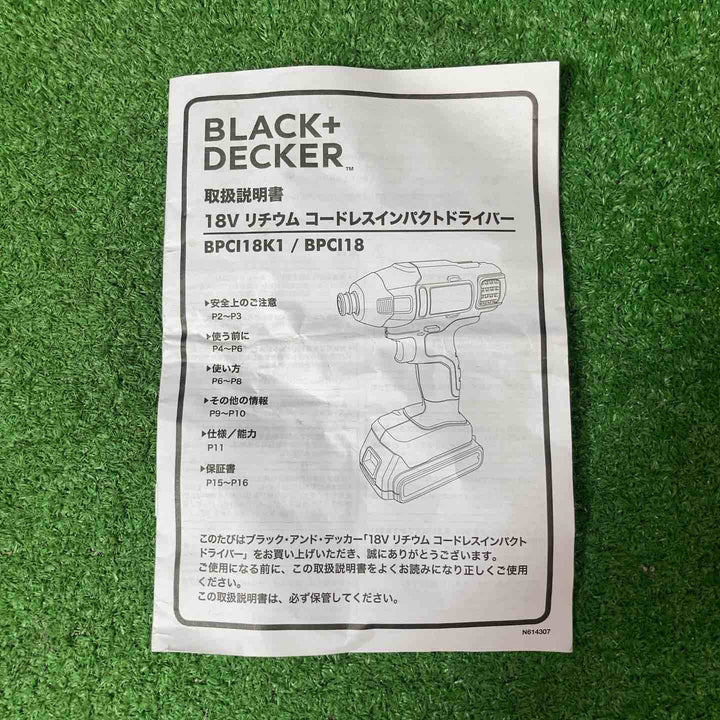 BLACK+
DECKER™
取扱説明書
18V リチウム コードレスインパクトドライバー
BPCI18K1 / BPCI18
▶安全上のご注意
P2〜P3
▶使う前に
P4〜P6
▶使い方
P6〜P8
▶その他の情報
P9〜P10
▶仕様／能力
P11
▶保証書
P15〜P16
このたびはブラック・アンド・デッカー「18V リチウム コードレスインパクト
ドライバー」をお買い上げいただき、誠にありがとうございます。
ご使用になる前に、この取扱説明書をよくお読みになり正しくご使用
ください。
この取扱説明書は、必ず保管してください。
N614307